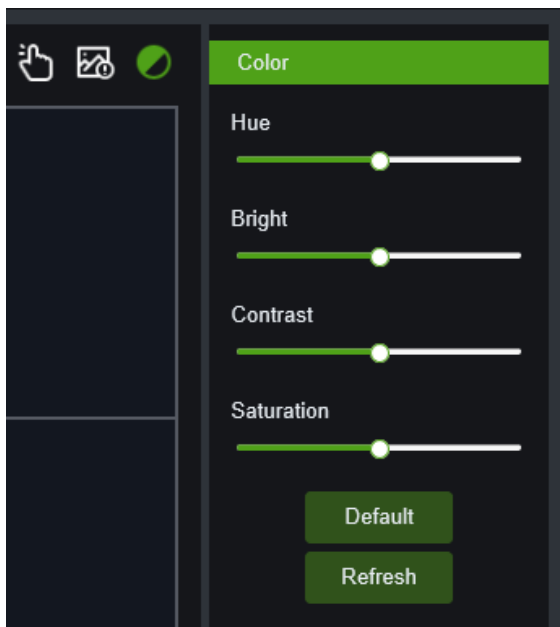 Color
Hue
Bright
Contrast
Saturation
Default
Refresh